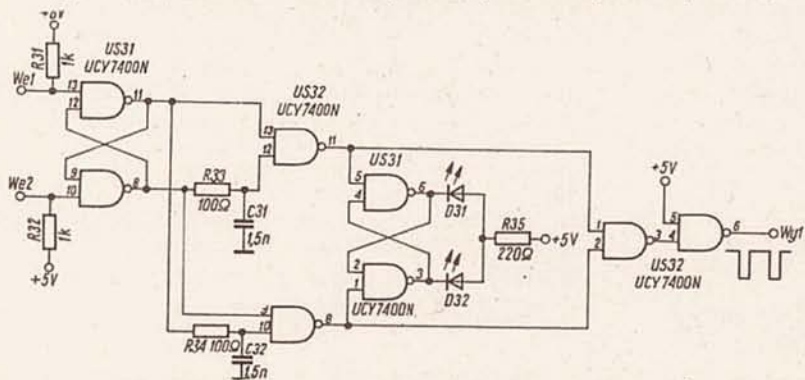 +5V
R31
1k
We1
13
12
US31
UCY7400N
11
9
10
8
We2
R32
1k
+5V
R33
100Ω
C31
1,5n
US32
UCY7400N
13
12
11
US31
5
4
6
D31
2
1
3
D32
UCY7400N
R35
220Ω
+5V
9
10
8
R34 100Ω
C32
1,5n
+5V
1
2
3
5
4
6
US32
UCY7400N
Wy1